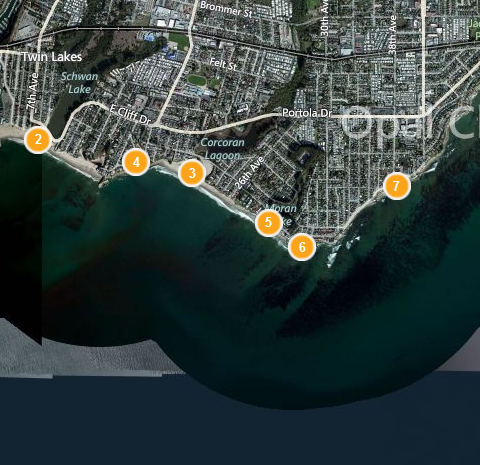 Brommer St
30th Ave
38th Ave
Twin Lakes
Felt St
Schwan
Lake
7th Ave
E Cliff Dr
Portola Dr
Opal Cl
Corcoran
Lagoon
26th Ave
2
4
3
7
Moran
5
6